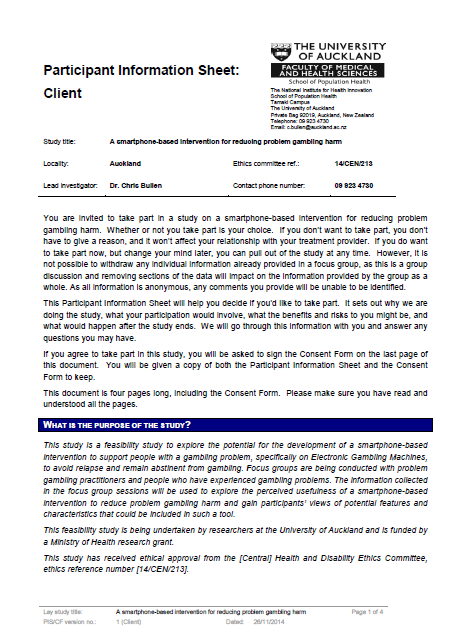 THE UNIVERSITY
OF AUCKLAND
FACULTY OF MEDICAL
AND HEALTH SCIENCES
School of Population Health
Participant Information Sheet:
Client
The National Institute for Health Innovation
School of Population Health
Tamaki Campus
The University of Auckland
Private Bag 92019, Auckland, New Zealand
Telephone: 09 923 4730
Email: c.bullen@auckland.ac.nz
Study title: A smartphone-based intervention for reducing problem gambling harm
Locality: Auckland Ethics committee ref.: 14/CEN/213
Lead investigator: Dr. Chris Bullen Contact phone number: 09 923 4730
You are invited to take part in a study on a smartphone-based intervention for reducing problem
gambling harm. Whether or not you take part is your choice. If you don't want to take part, you don't
have to give a reason, and it won't affect your relationship with your treatment provider. If you do want
to take part now, but change your mind later, you can pull out of the study at any time. However, it is
not possible to withdraw any individual information already provided in a focus group, as this is a group
discussion and removing sections of the data will impact on the information provided by the group as a
whole. As all information is anonymous, any comments you provide will be unable to be identified.
This Participant Information Sheet will help you decide if you'd like to take part. It sets out why we are
doing the study, what your participation would involve, what the benefits and risks to you might be, and
what would happen after the study ends. We will go through this information with you and answer any
questions you may have.
If you agree to take part in this study, you will be asked to sign the Consent Form on the last page of
this document. You will be given a copy of both the Participant Information Sheet and the Consent
Form to keep.
This document is four pages long, including the Consent Form. Please make sure you have read and
understood all the pages.
WHAT IS THE PURPOSE OF THE STUDY?
This study is a feasibility study to explore the potential for the development of a smartphone-based
intervention to support people with a gambling problem, specifically on Electronic Gambling Machines,
to avoid relapse and remain abstinent from gambling. Focus groups are being conducted with problem
gambling practitioners and people who have experienced gambling problems. The information collected
in the focus group sessions will be used to explore the perceived usefulness of a smartphone-based
intervention to reduce problem gambling harm and gain participants' views of potential features and
characteristics that could be included in such a tool.
This feasibility study is being undertaken by researchers at the University of Auckland and is funded by
a Ministry of Health research grant.
This study has received ethical approval from the [Central] Health and Disability Ethics Committee,
ethics reference number [14/CEN/213].
Lay study title: A smartphone-based intervention for reducing problem gambling harm Page 1 of 4
PIS/CF version no.: 1 (Client) Dated: 26/11/2014